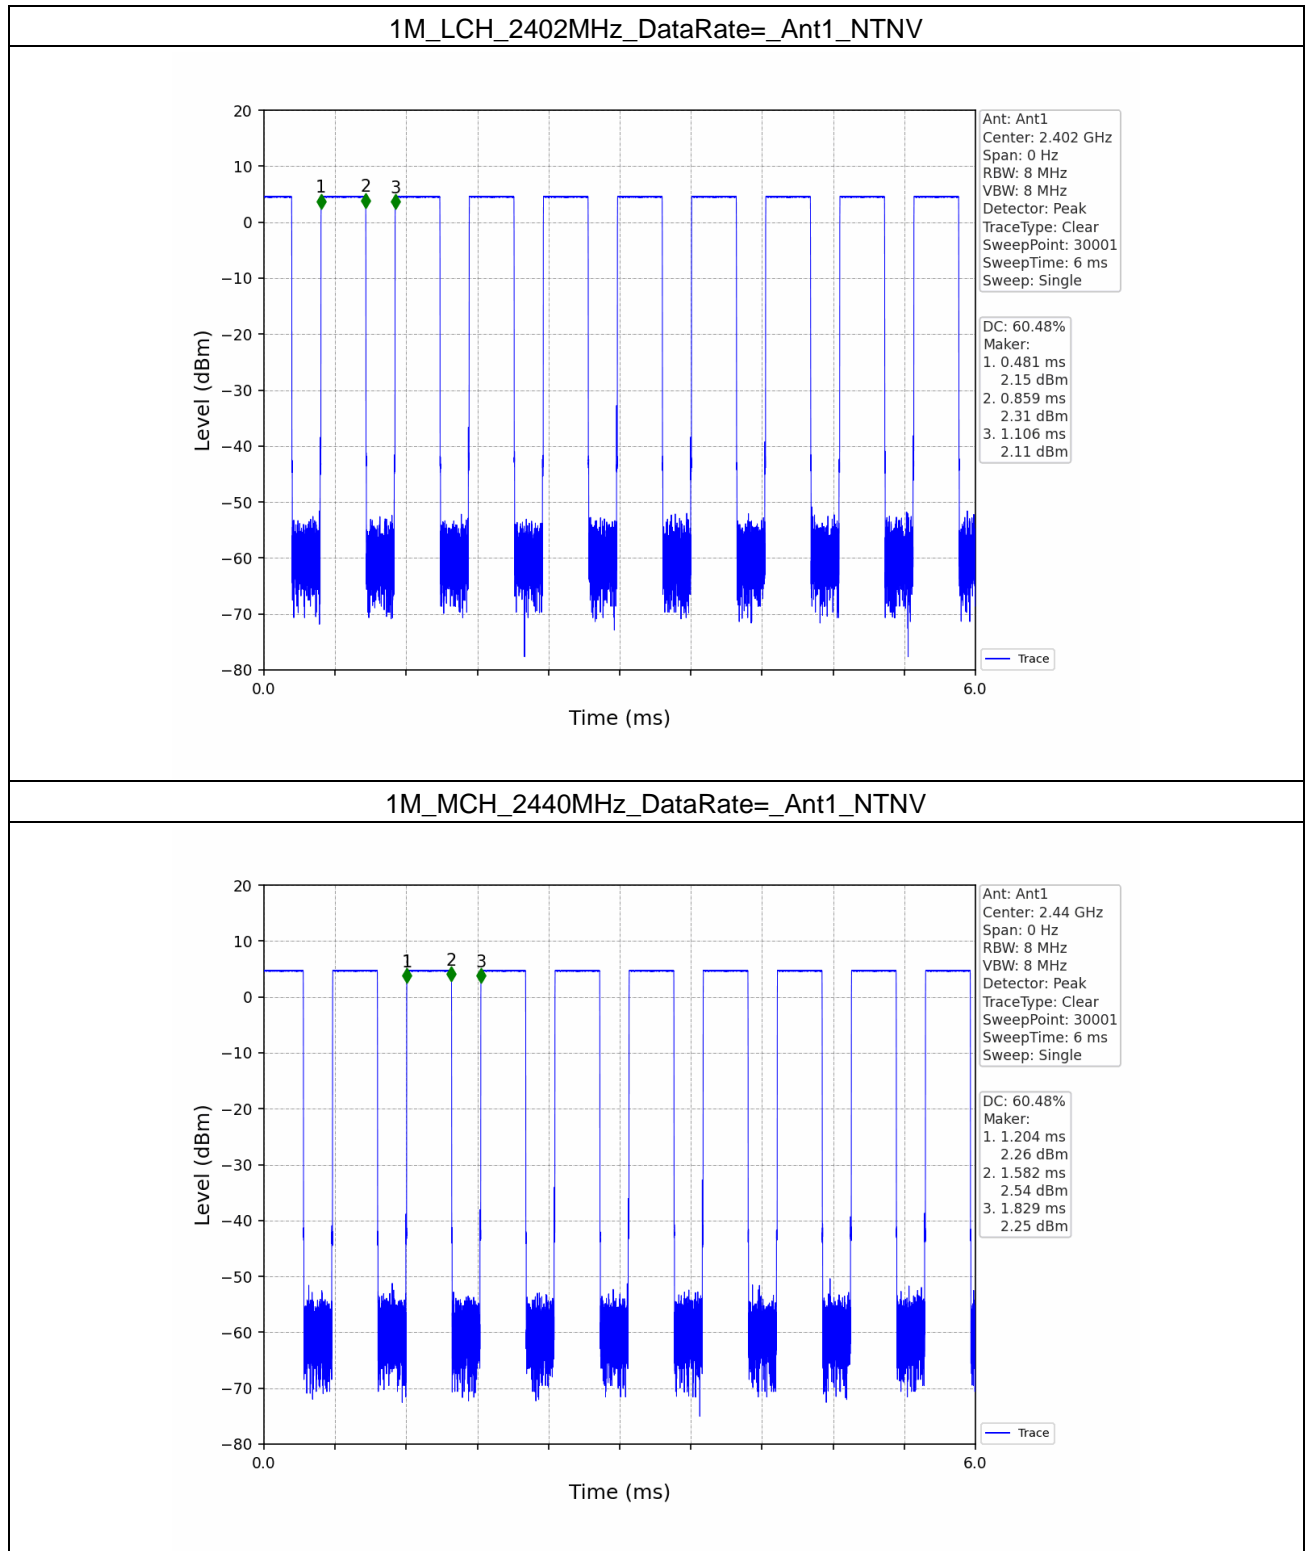 1M_LCH_2402MHz_DataRate=_Ant1_NTNV
20
10
0
−10
−20
−30
−40
−50
−60
−70
−80
Level (dBm)
1
2
3
0.0
6.0
Time (ms)
Ant: Ant1
Center: 2.402 GHz
Span: 0 Hz
RBW: 8 MHz
VBW: 8 MHz
Detector: Peak
TraceType: Clear
SweepPoint: 30001
SweepTime: 6 ms
Sweep: Single
DC: 60.48%
Maker:
1. 0.481 ms
2.15 dBm
2. 0.859 ms
2.31 dBm
3. 1.106 ms
2.11 dBm
Trace
1M_MCH_2440MHz_DataRate=_Ant1_NTNV
20
10
0
−10
−20
−30
−40
−50
−60
−70
−80
Level (dBm)
1
2
3
0.0
6.0
Time (ms)
Ant: Ant1
Center: 2.44 GHz
Span: 0 Hz
RBW: 8 MHz
VBW: 8 MHz
Detector: Peak
TraceType: Clear
SweepPoint: 30001
SweepTime: 6 ms
Sweep: Single
DC: 60.48%
Maker:
1. 1.204 ms
2.26 dBm
2. 1.582 ms
2.54 dBm
3. 1.829 ms
2.25 dBm
Trace